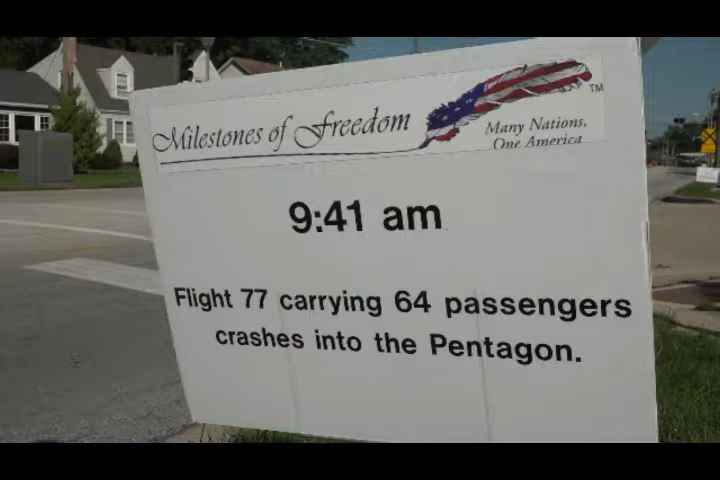 Milestones of Freedom
TM
Many Nations,
One America
9:41 am
Flight 77 carrying 64 passengers
crashes into the Pentagon.